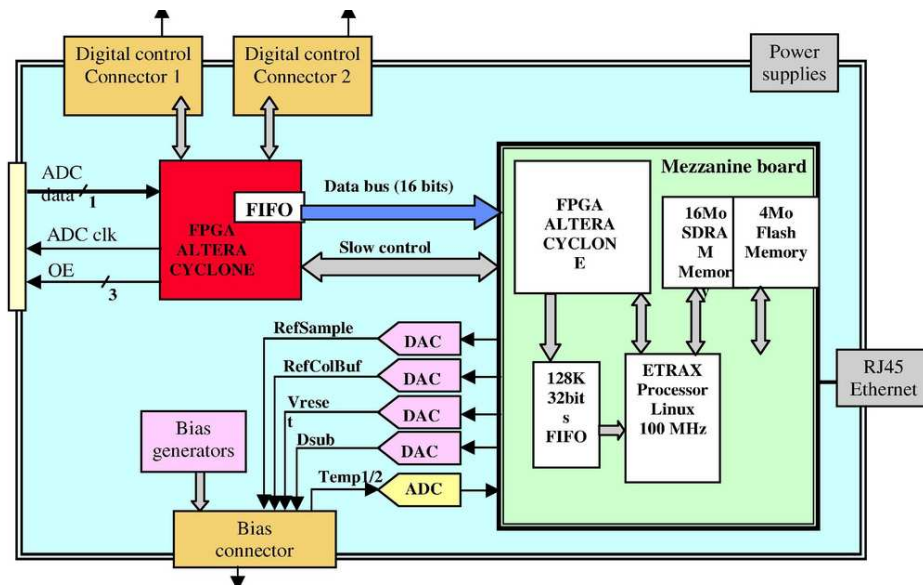 Digital control
Connector 1
Digital control
Connector 2
Power
supplies
ADC
data
1
ADC clk
OE
3
FIFO
FPGA
ALTERA
CYCLONE
Data bus (16 bits)
Slow control
Mezzanine board
FPGA
ALTERA
CYCLON
E
16Mo
SDRA
M
Memor
y
4Mo
Flash
Memory
RefSample
DAC
RefColBuf
DAC
Vrese
t
DAC
Dsub
DAC
Temp1/2
ADC
128K
32bit
s
FIFO
ETRAX
Processor
Linux
100 MHz
RJ45
Ethernet
Bias
generators
Bias
connector